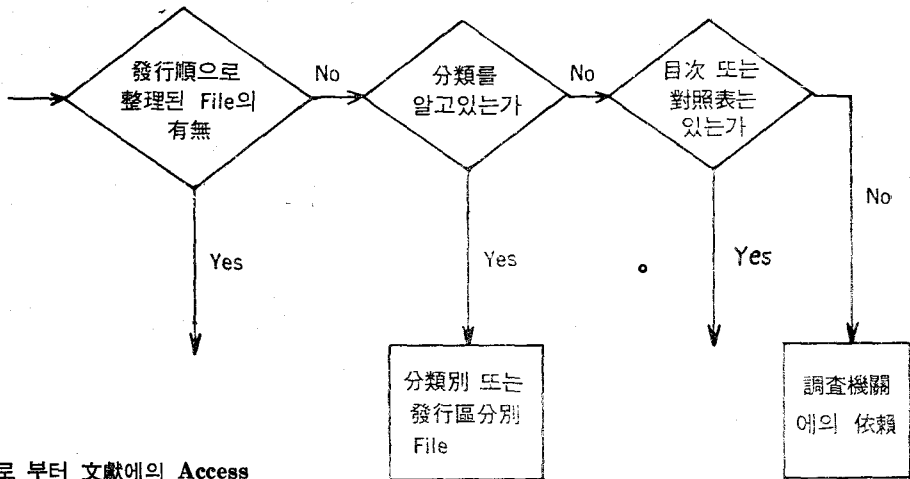 發行順으로
整理된 File의
有無
No
分類를
알고있는가
No
目次 또는
對照表는
있는가
No
Yes
Yes
Yes
分類別 또는
發行區分別
File
調査機關
에의 依賴
로 부터 文獻에의 Access